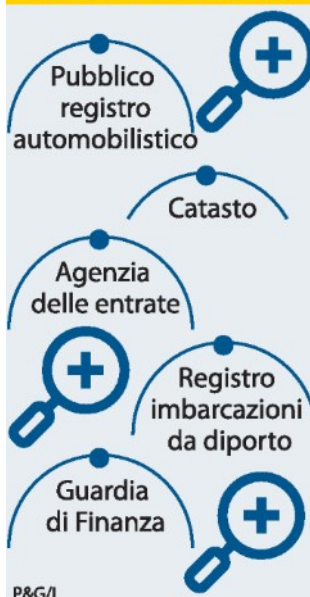 Pubblico
registro
automobilistico
Catasto
Agenzia
delle entrate
Registro
imbarcazioni
da diporto
Guardia
di Finanza
P&G/L